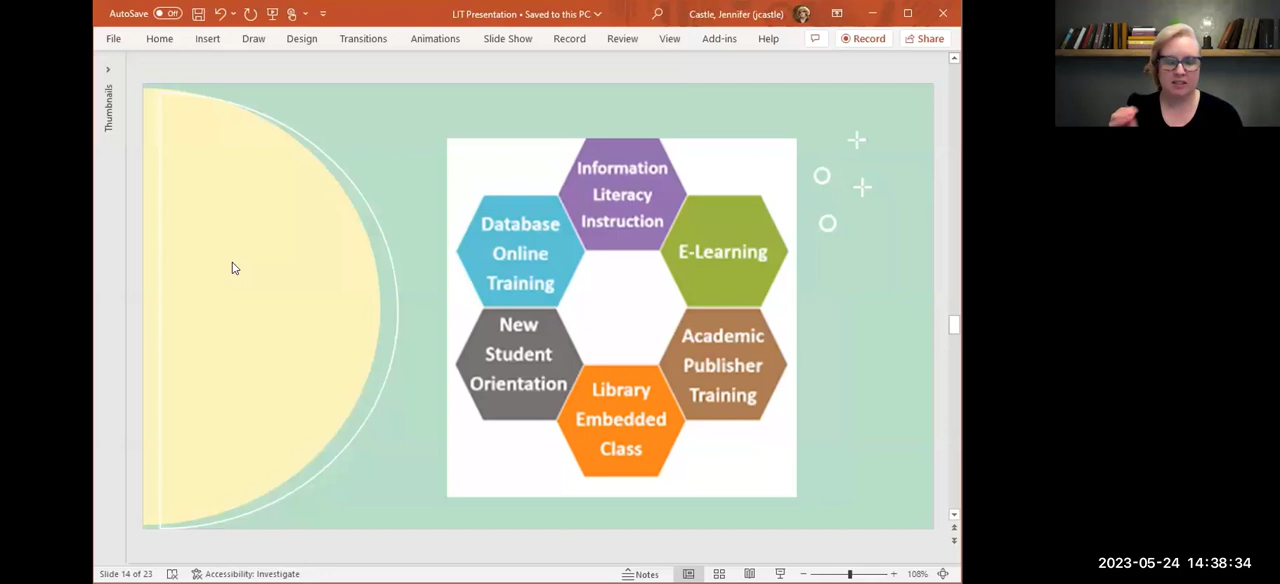 AutoSave Off
LIT Presentation • Saved to this PC
Castle, Jennifer (jcastle)
File Home Insert Draw Design Transitions Animations Slide Show Record Review View Add-ins Help Record Share
Thumbnails
Information
Literacy
Instruction
Database
Online
Training
E-Learning
New
Student
Orientation
Academic
Publisher
Training
Library
Embedded
Class
Slide 14 of 23
Accessibility: Investigate
Notes
108%
2023-05-24 14:38:34